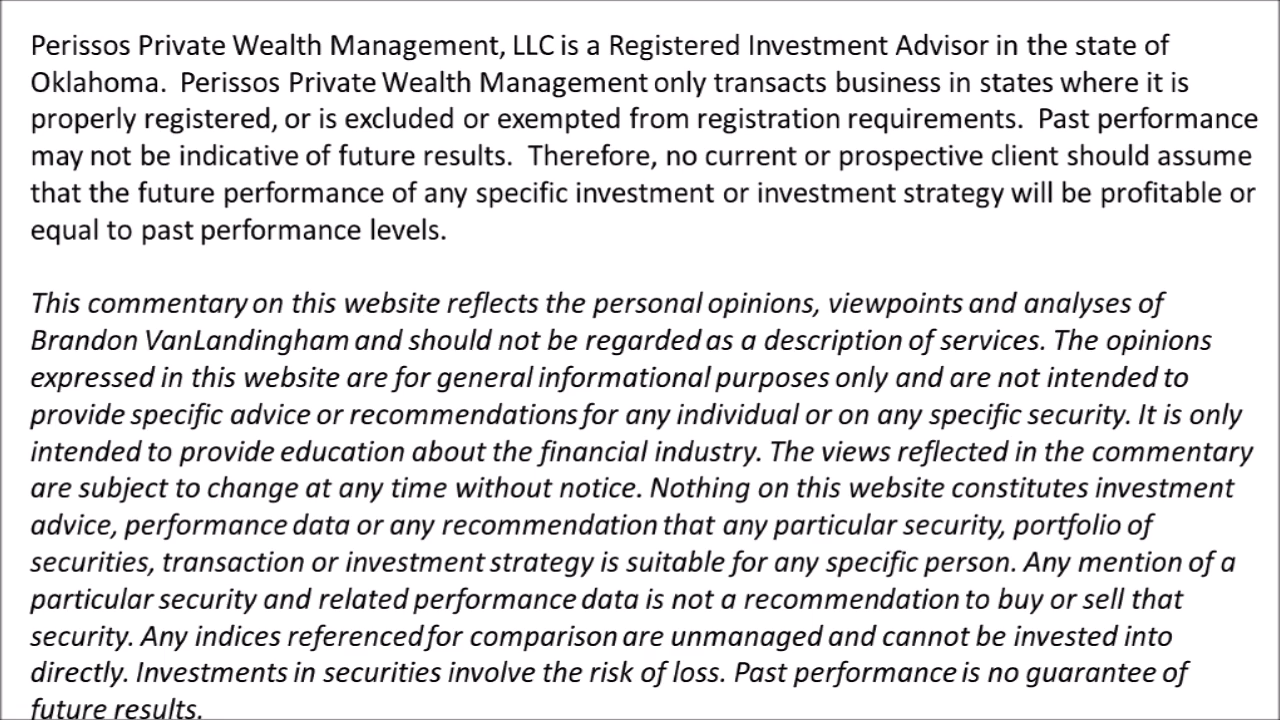 Perissos Private Wealth Management, LLC is a Registered Investment Advisor in the state of
Oklahoma.  Perissos Private Wealth Management only transacts business in states where it is
properly registered, or is excluded or exempted from registration requirements.  Past performance
may not be indicative of future results.  Therefore, no current or prospective client should assume
that the future performance of any specific investment or investment strategy will be profitable or
equal to past performance levels.
This commentary on this website reflects the personal opinions, viewpoints and analyses of
Brandon VanLandingham and should not be regarded as a description of services. The opinions
expressed in this website are for general informational purposes only and are not intended to
provide specific advice or recommendations for any individual or on any specific security. It is only
intended to provide education about the financial industry. The views reflected in the commentary
are subject to change at any time without notice. Nothing on this website constitutes investment
advice, performance data or any recommendation that any particular security, portfolio of
securities, transaction or investment strategy is suitable for any specific person. Any mention of a
particular security and related performance data is not a recommendation to buy or sell that
security. Any indices referenced for comparison are unmanaged and cannot be invested into
directly. Investments in securities involve the risk of loss. Past performance is no guarantee of
future results.